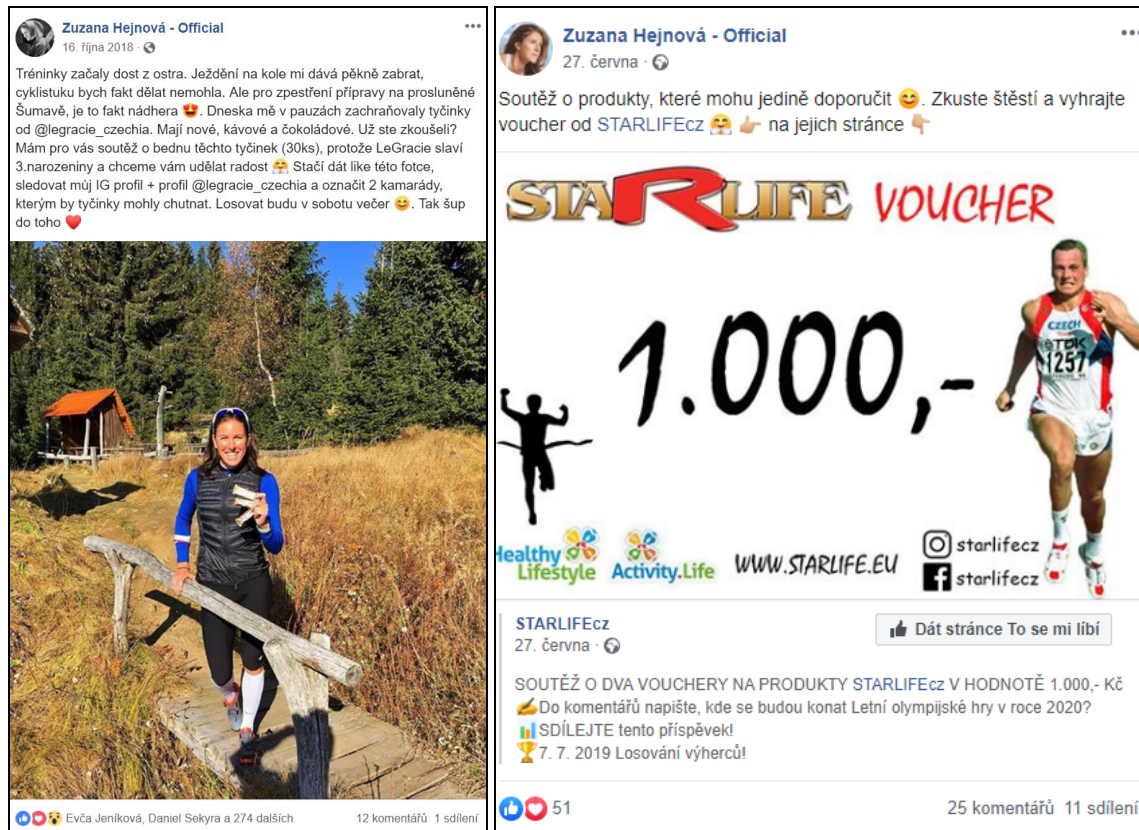 Zuzana Hejnová - Official
16. října 2018
Tréninky začaly dost z ostra. Ježdění na kole mi dává pěkně zabrat,
cyklistuku bych fakt dělat nemohla. Ale pro zpestření přípravy na prosluněné
Šumavě, je to fakt nádhera 😍. Dneska mě v pauzách zachraňovaly tyčinky
od @legracie_czechia. Mají nové, kávové a čokoládové. Už ste zkoušeli?
Mám pro vás soutěž o bednu těchto tyčinek (30ks), protože LeGracie slaví
3.narozeniny a chceme vám udělat radost 🤗 Stačí dát like této fotce,
sledovat můj IG profil + profil @legracie_czechia a označit 2 kamarády,
kterým by tyčinky mohly chutnat. Losovat budu v sobotu večer 😊. Tak šup
do toho ❤️
Evča Jeníková, Daniel Sekyra a 274 dalších
12 komentářů 1 sdílení
Zuzana Hejnová - Official
27. června
Soutěž o produkty, které mohu jedině doporučit 😊. Zkuste štěstí a vyhrajte
voucher od STARLIFEcz 🤗 👉🏼 na jejich stránce 👇🏼
STARLIFE VOUCHER
1.000,-
CZECH
TDK
1257
Healthy
Lifestyle
Activity.Life
WWW.STARLIFE.EU
starlifecz
starlifecz
STARLIFEcz
27. června
Dát stránce To se mi líbí
SOUTĚŽ O DVA VOUCHERY NA PRODUKTY STARLIFEcz V HODNOTĚ 1.000,- Kč
✍️Do komentářů napište, kde se budou konat Letní olympijské hry v roce 2020?
📊SDÍLEJTE tento příspěvek!
🏆7. 7. 2019 Losování výherců!
51
25 komentářů 11 sdílení